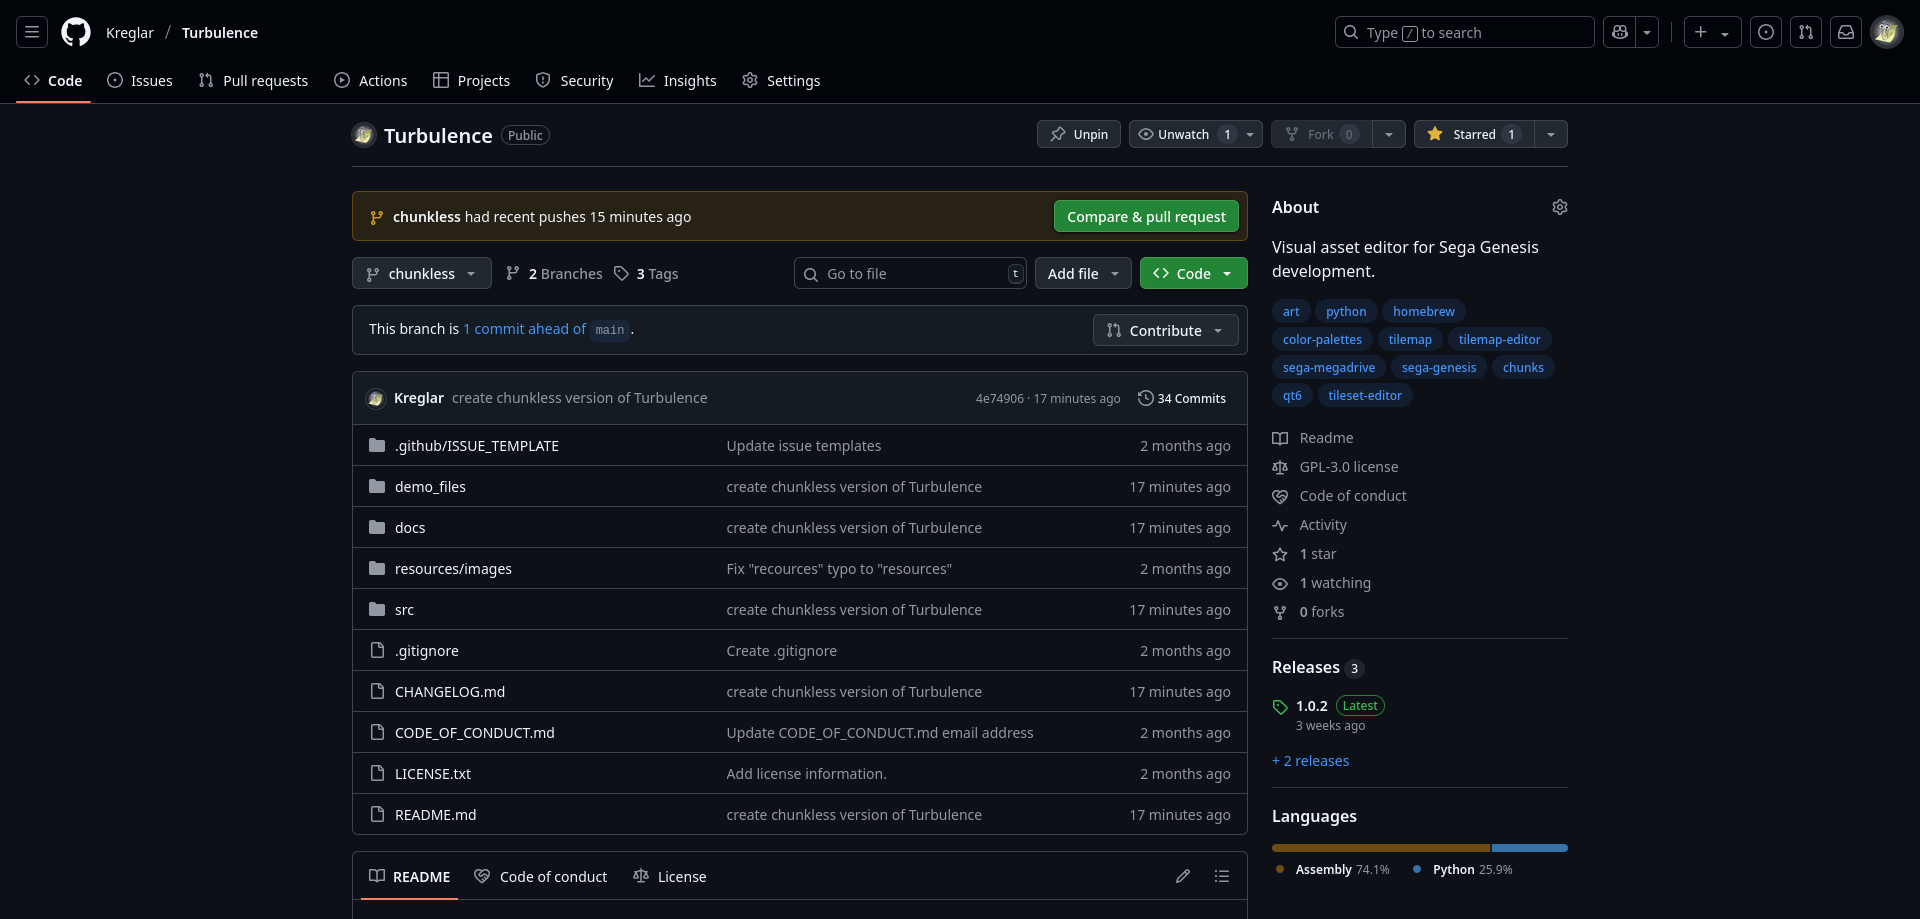 Kreglar / Turbulence
Type / to search
Code Issues Pull requests Actions Projects Security Insights Settings
Turbulence Public
Unpin Unwatch 1 Fork 0 Starred 1
chunkless had recent pushes 15 minutes ago Compare & pull request
chunkless 2 Branches 3 Tags Go to file t Add file Code
This branch is 1 commit ahead of main . Contribute
Kreglar create chunkless version of Turbulence 4e74906 · 17 minutes ago 34 Commits
.github/ISSUE_TEMPLATE Update issue templates 2 months ago
demo_files create chunkless version of Turbulence 17 minutes ago
docs create chunkless version of Turbulence 17 minutes ago
resources/images Fix "recources" typo to "resources" 2 months ago
src create chunkless version of Turbulence 17 minutes ago
.gitignore Create .gitignore 2 months ago
CHANGELOG.md create chunkless version of Turbulence 17 minutes ago
CODE_OF_CONDUCT.md Update CODE_OF_CONDUCT.md email address 2 months ago
LICENSE.txt Add license information. 2 months ago
README.md create chunkless version of Turbulence 17 minutes ago
README Code of conduct License
About
Visual asset editor for Sega Genesis
development.
art python homebrew
color-palettes tilemap tilemap-editor
sega-megadrive sega-genesis chunks
qt6 tileset-editor
Readme
GPL-3.0 license
Code of conduct
Activity
1 star
1 watching
0 forks
Releases 3
1.0.2 Latest
3 weeks ago
+ 2 releases
Languages
Assembly 74.1% Python 25.9%